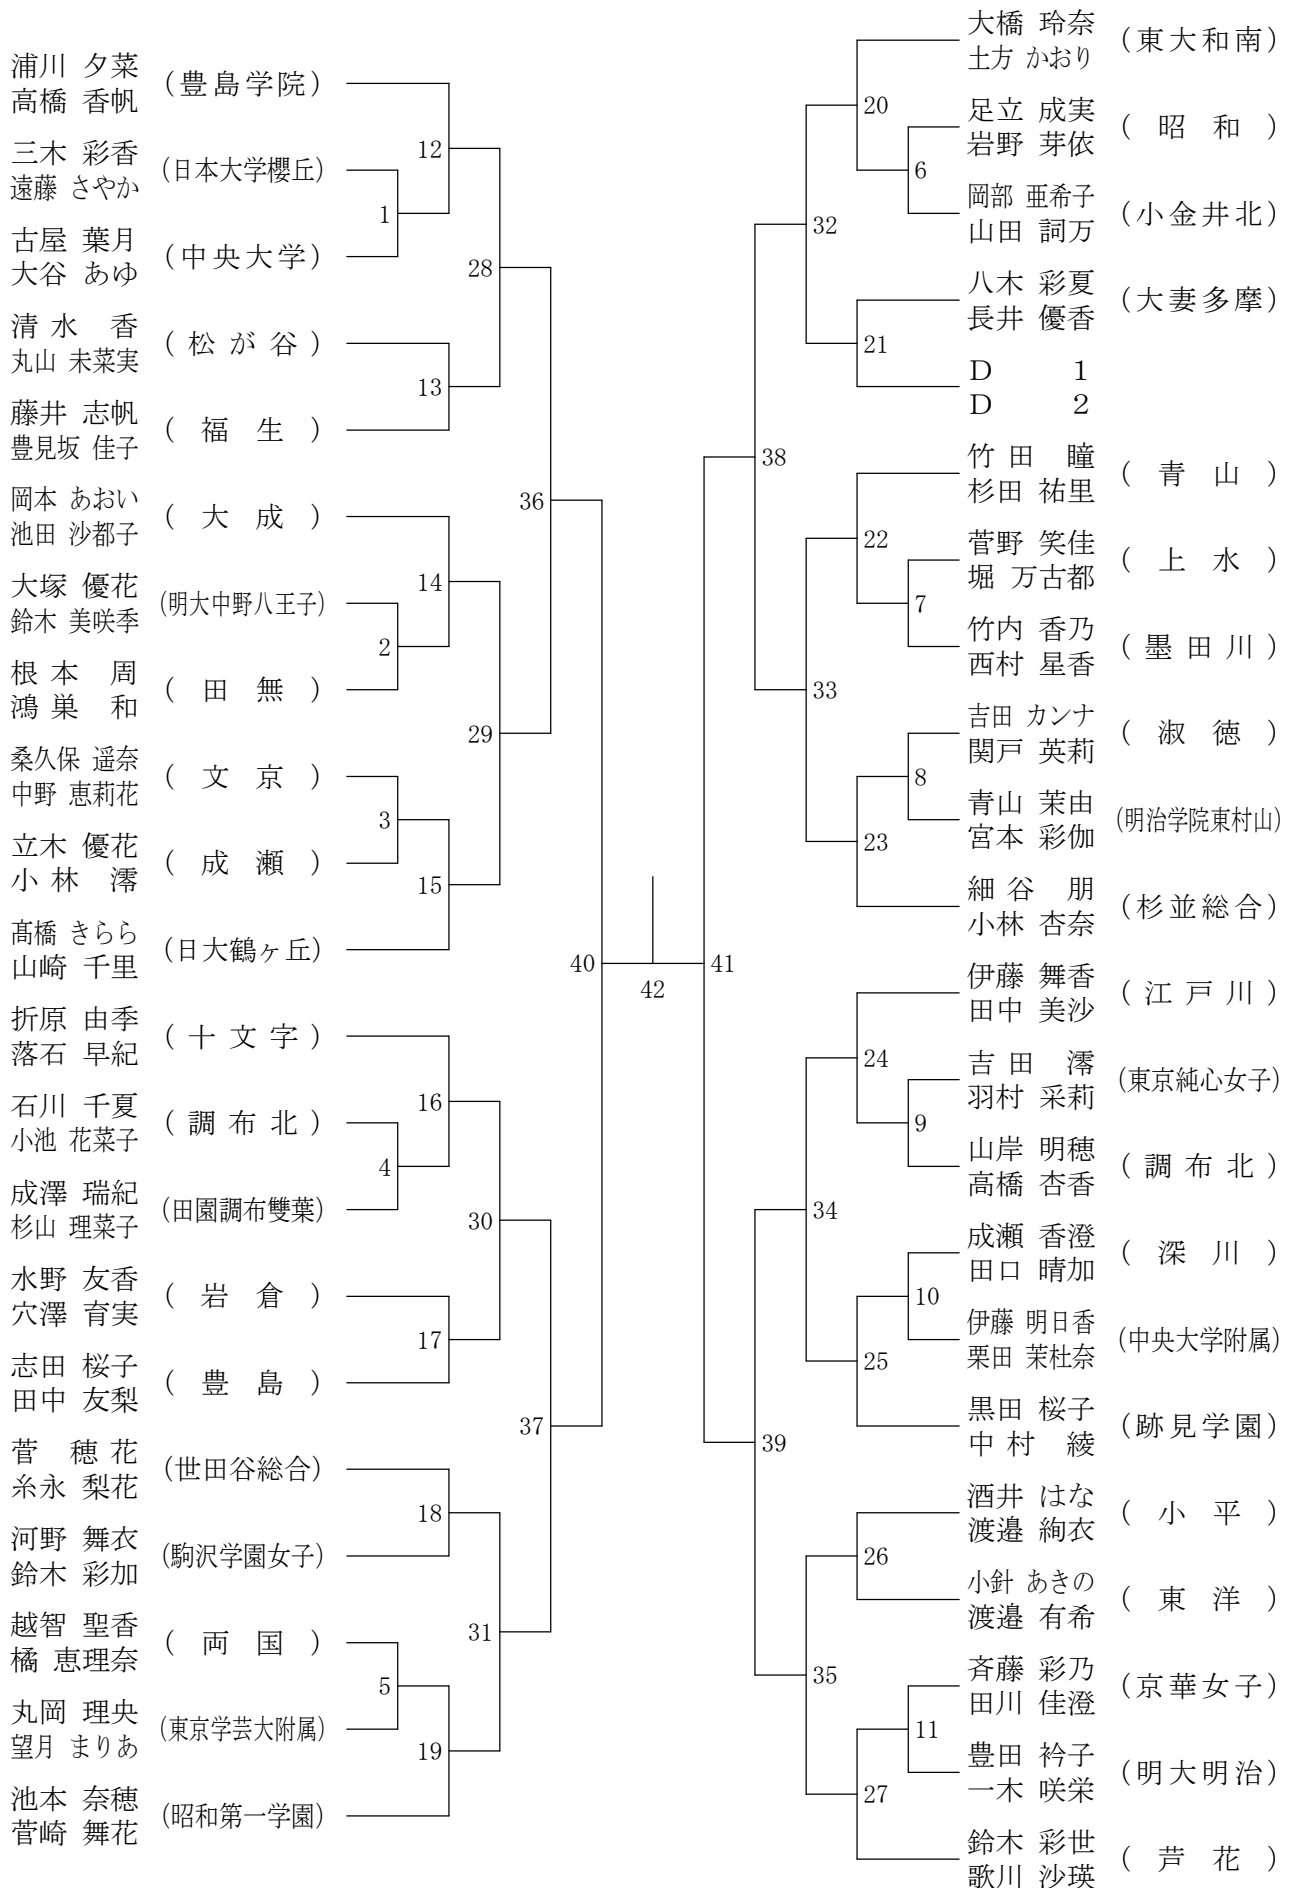 浦川 夕菜
高橋 香帆
(豊島学院)
三木 彩香
遠藤 さやか
(日本大学櫻丘)
古屋 葉月
大谷 あゆ
(中央大学)
清水 香
丸山 未菜実
(松が谷)
藤井 志帆
豊見坂 佳子
(福生)
岡本 あおい
池田 沙都子
(大成)
大塚 優花
鈴木 美咲季
(明大中野八王子)
根本 周
鴻巣 和
(田無)
桑久保 遥奈
中野 恵莉花
(文京)
立木 優花
小林 澪
(成瀬)
髙橋 きらら
山崎 千里
(日大鶴ヶ丘)
折原 由季
落石 早紀
(十文字)
石川 千夏
小池 花菜子
(調布北)
成澤 瑞紀
杉山 理菜子
(田園調布雙葉)
水野 友香
穴澤 育実
(岩倉)
志田 桜子
田中 友梨
(豊島)
菅 穂花
糸永 梨花
(世田谷総合)
河野 舞衣
鈴木 彩加
(駒沢学園女子)
越智 聖香
橘 恵理奈
(両国)
丸岡 理央
望月 まりあ
(東京学芸大附属)
池本 奈穂
菅崎 舞花
(昭和第一学園)
1
2
3
4
5
12
13
14
15
16
17
18
19
28
29
30
31
36
37
40
42
41
38
39
32
33
34
35
20
21
22
23
24
25
26
27
6
7
8
9
10
11
大橋 玲奈
土方 かおり
(東大和南)
足立 成実
岩野 芽依
(昭和)
岡部 亜希子
山田 詞万
(小金井北)
八木 彩夏
長井 優香
(大妻多摩)
D 1
D 2
竹田 瞳
杉田 祐里
(青山)
菅野 笑佳
堀 万古都
(上水)
竹内 香乃
西村 星香
(墨田川)
吉田 カンナ
関戸 英莉
(淑徳)
青山 茉由
宮本 彩伽
(明治学院東村山)
細谷 朋
小林 杏奈
(杉並総合)
伊藤 舞香
田中 美沙
(江戸川)
吉田 澪
羽村 采莉
(東京純心女子)
山岸 明穂
高橋 杏香
(調布北)
成瀬 香澄
田口 晴加
(深川)
伊藤 明日香
栗田 茉杜奈
(中央大学附属)
黒田 桜子
中村 綾
(跡見学園)
酒井 はな
渡邉 絢衣
(小平)
小針 あきの
渡邉 有希
(東洋)
斉藤 彩乃
田川 佳澄
(京華女子)
豊田 衿子
一木 咲栄
(明大明治)
鈴木 彩世
歌川 沙瑛
(芦花)